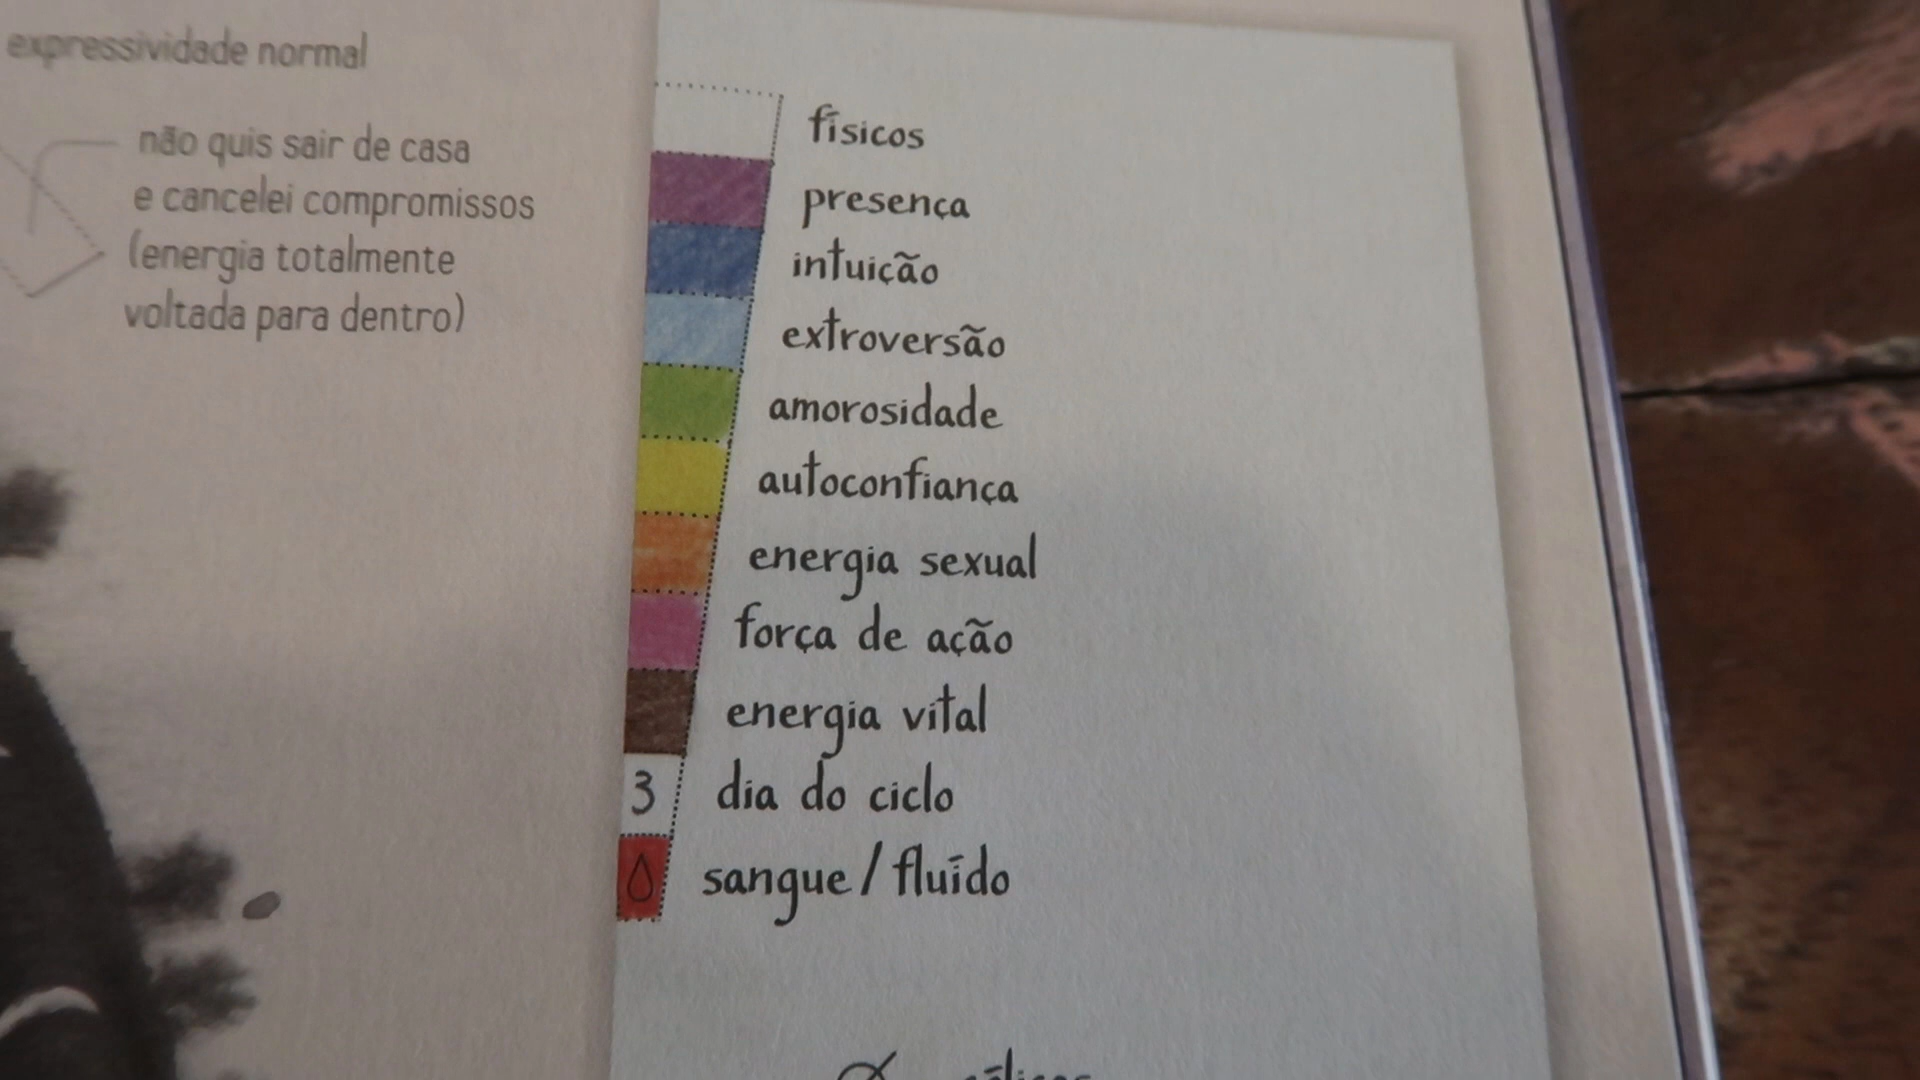 expressividade normal
não quis sair de casa
e cancelei compromissos
(energia totalmente
voltada para dentro)
físicos
presença
intuição
extroversão
amorosidade
autoconfiança
energia sexual
força de ação
energia vital
3 dia do ciclo
sangue/fluído